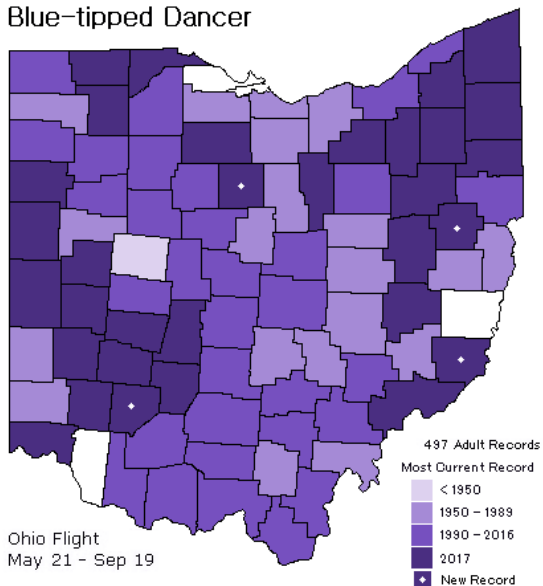 Blue-tipped Dancer
497 Adult Records
Most Current Record
< 1950
1950 - 1989
1990 - 2016
2017
New Record
Ohio Flight
May 21 - Sep 19